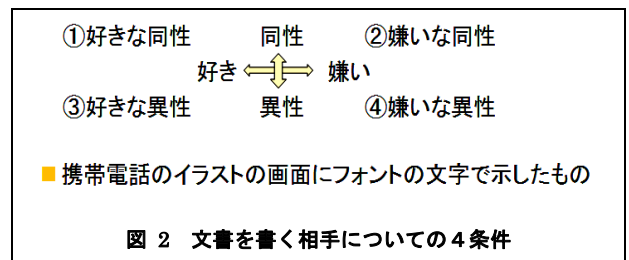 ①好きな同性 同性 ②嫌いな同性
好き 嫌い
③好きな異性 異性 ④嫌いな異性
携帯電話のイラストの画面にフォントの文字で示したもの
図 2 文書を書く相手についての4条件